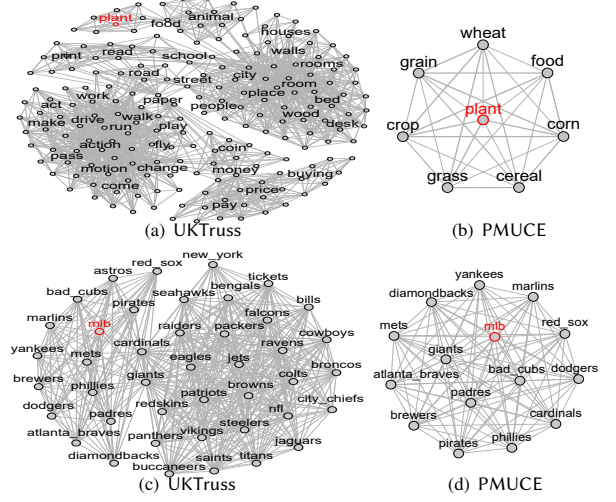 plant
food
animal
houses
walls
print
read
school
rooms
road
street
city
room
place
work
paper
people
bed
act
wood
make
drive
walk
play
desk
run
action
fly
coin
pass
motion
change
money
buying
come
price
pay
(a) UKTruss
wheat
grain
food
plant
crop
corn
grass
cereal
(b) PMUCE
new_york
red_sox
astros
bengals
tickets
bad_cubs
seahawks
bills
pirates
marlins
mlb
falcons
raiders
packers
cowboys
yankees
mets
cardinals
ravens
eagles
jets
broncos
brewers
phillies
giants
colts
browns
patriots
city_chiefs
dodgers
padres
redskins
nfl
steelers
atlanta_braves
panthers
vikings
jaguars
diamondbacks
saints
titans
buccaneers
(c) UKTruss
yankees
diamondbacks
marlins
mets
mlb
red_sox
giants
bad_cubs
dodgers
atlanta_braves
padres
brewers
cardinals
pirates
phillies
(d) PMUCE